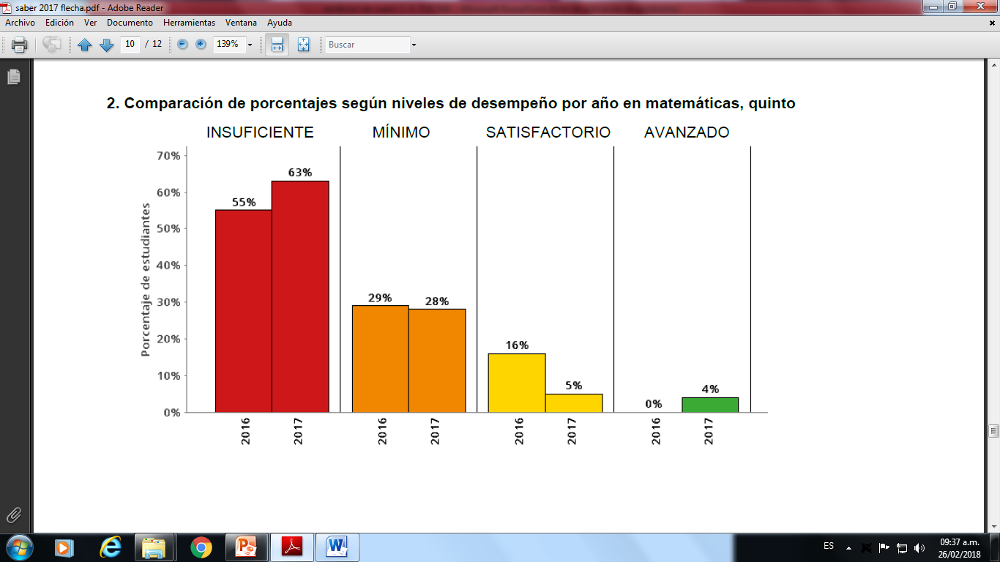 saber 2017 flecha.pdf - Adobe Reader
Archivo Edición Ver Documento Herramientas Ventana Ayuda
10 / 12 139% Buscar
2. Comparación de porcentajes según niveles de desempeño por año en matemáticas, quinto
INSUFICIENTE MÍNIMO SATISFACTORIO AVANZADO
Porcentaje de estudiantes
70%
60%
50%
40%
30%
20%
10%
0%
55% 63% 29% 28% 16% 5% 0% 4%
2016 2017 2016 2017 2016 2017 2016 2017
ES 09:37 a.m.
26/02/2018